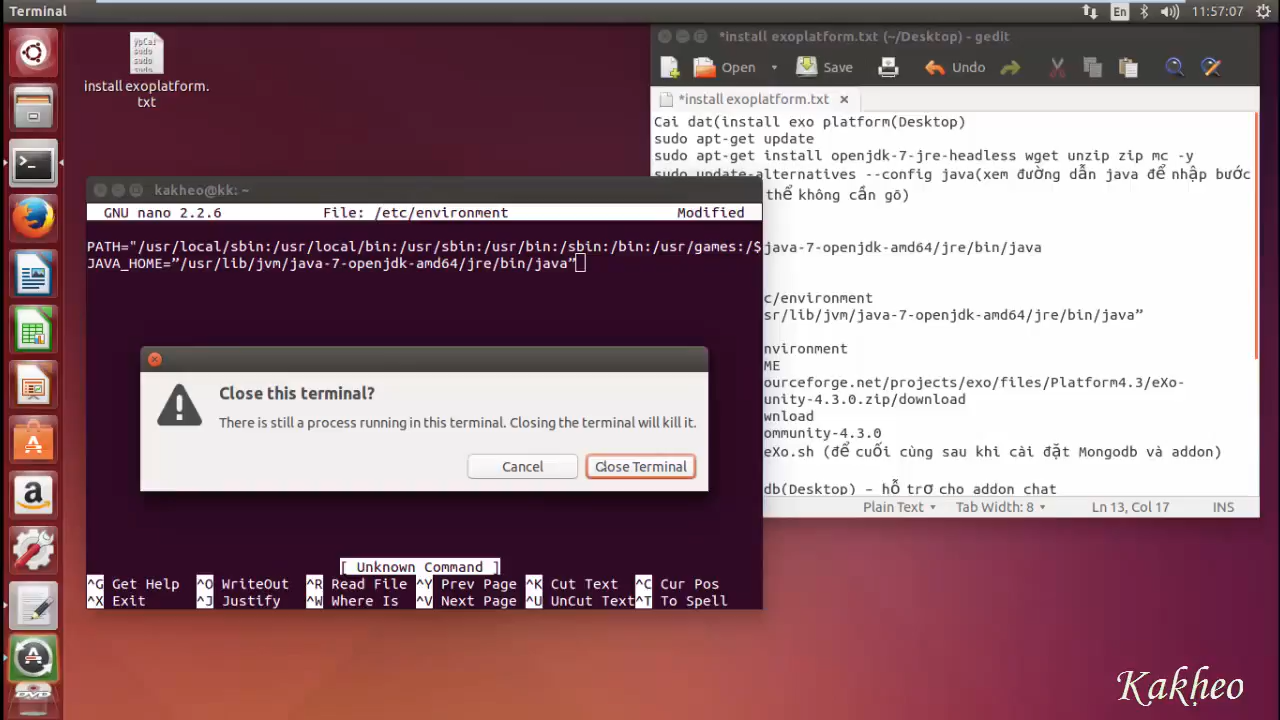 Terminal
En
11:57:07
install exoplatform.
txt
*install exoplatform.txt (~/Desktop) - gedit
Open
Save
Undo
*install exoplatform.txt
Cai dat(install exo platform(Desktop)
sudo apt-get update
sudo apt-get install openjdk-7-jre-headless wget unzip zip mc -y
sudo update-alternatives --config java(xem đường dẫn java để nhập bước
thể không cần gõ)
java-7-openjdk-amd64/jre/bin/java
c/environment
sr/lib/jvm/java-7-openjdk-amd64/jre/bin/java”
nvironment
ME
ourceforge.net/projects/exo/files/Platform4.3/eXo-
unity-4.3.0.zip/download
wnload
ommunity-4.3.0
eXo.sh (để cuối cùng sau khi cài đặt Mongodb và addon)
db(Desktop) – hỗ trơ cho addon chat
Plain Text
Tab Width: 8
Ln 13, Col 17
INS
kakheo@kk: ~
GNU nano 2.2.6
File: /etc/environment
Modified
PATH="/usr/local/sbin:/usr/local/bin:/usr/sbin:/usr/bin:/sbin:/bin:/usr/games:/$
JAVA_HOME=”/usr/lib/jvm/java-7-openjdk-amd64/jre/bin/java”
Close this terminal?
There is still a process running in this terminal. Closing the terminal will kill it.
Cancel
Close Terminal
[ Unknown Command ]
^G Get Help ^O WriteOut ^R Read File ^Y Prev Page ^K Cut Text ^C Cur Pos
^X Exit ^J Justify ^W Where Is ^V Next Page ^U UnCut Text ^T To Spell
Kakheo